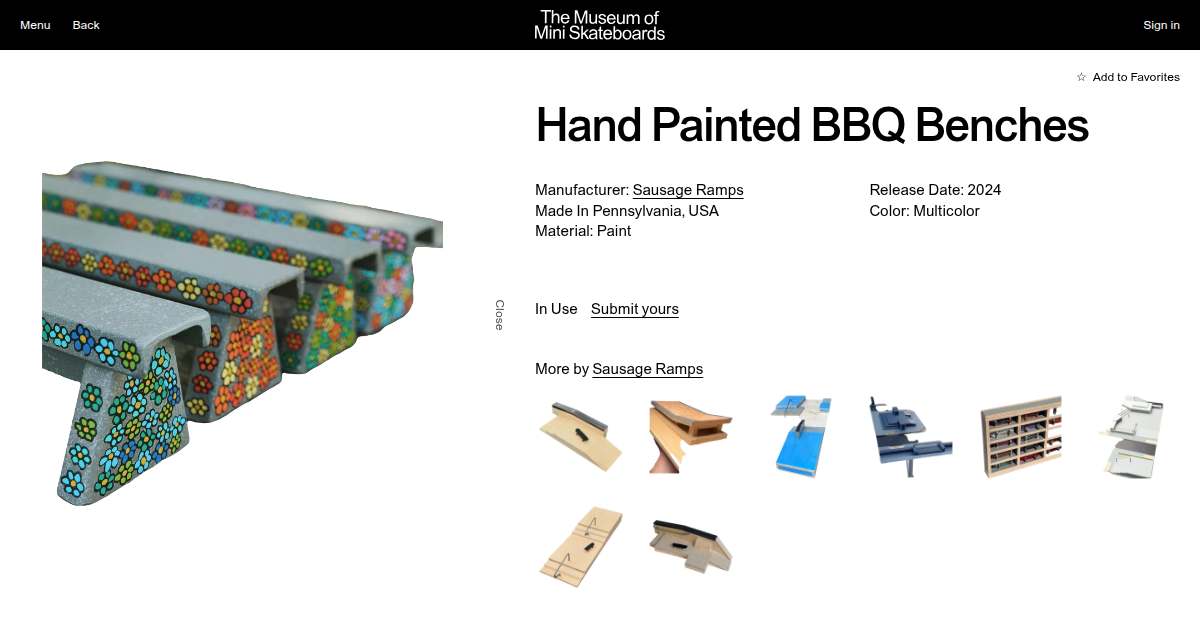 Menu
Back
The Museum of
Mini Skateboards
Sign in
☆ Add to Favorites
Hand Painted BBQ Benches
Manufacturer: Sausage Ramps
Made In Pennsylvania, USA
Material: Paint
Release Date: 2024
Color: Multicolor
Close
In Use
Submit yours
More by Sausage Ramps